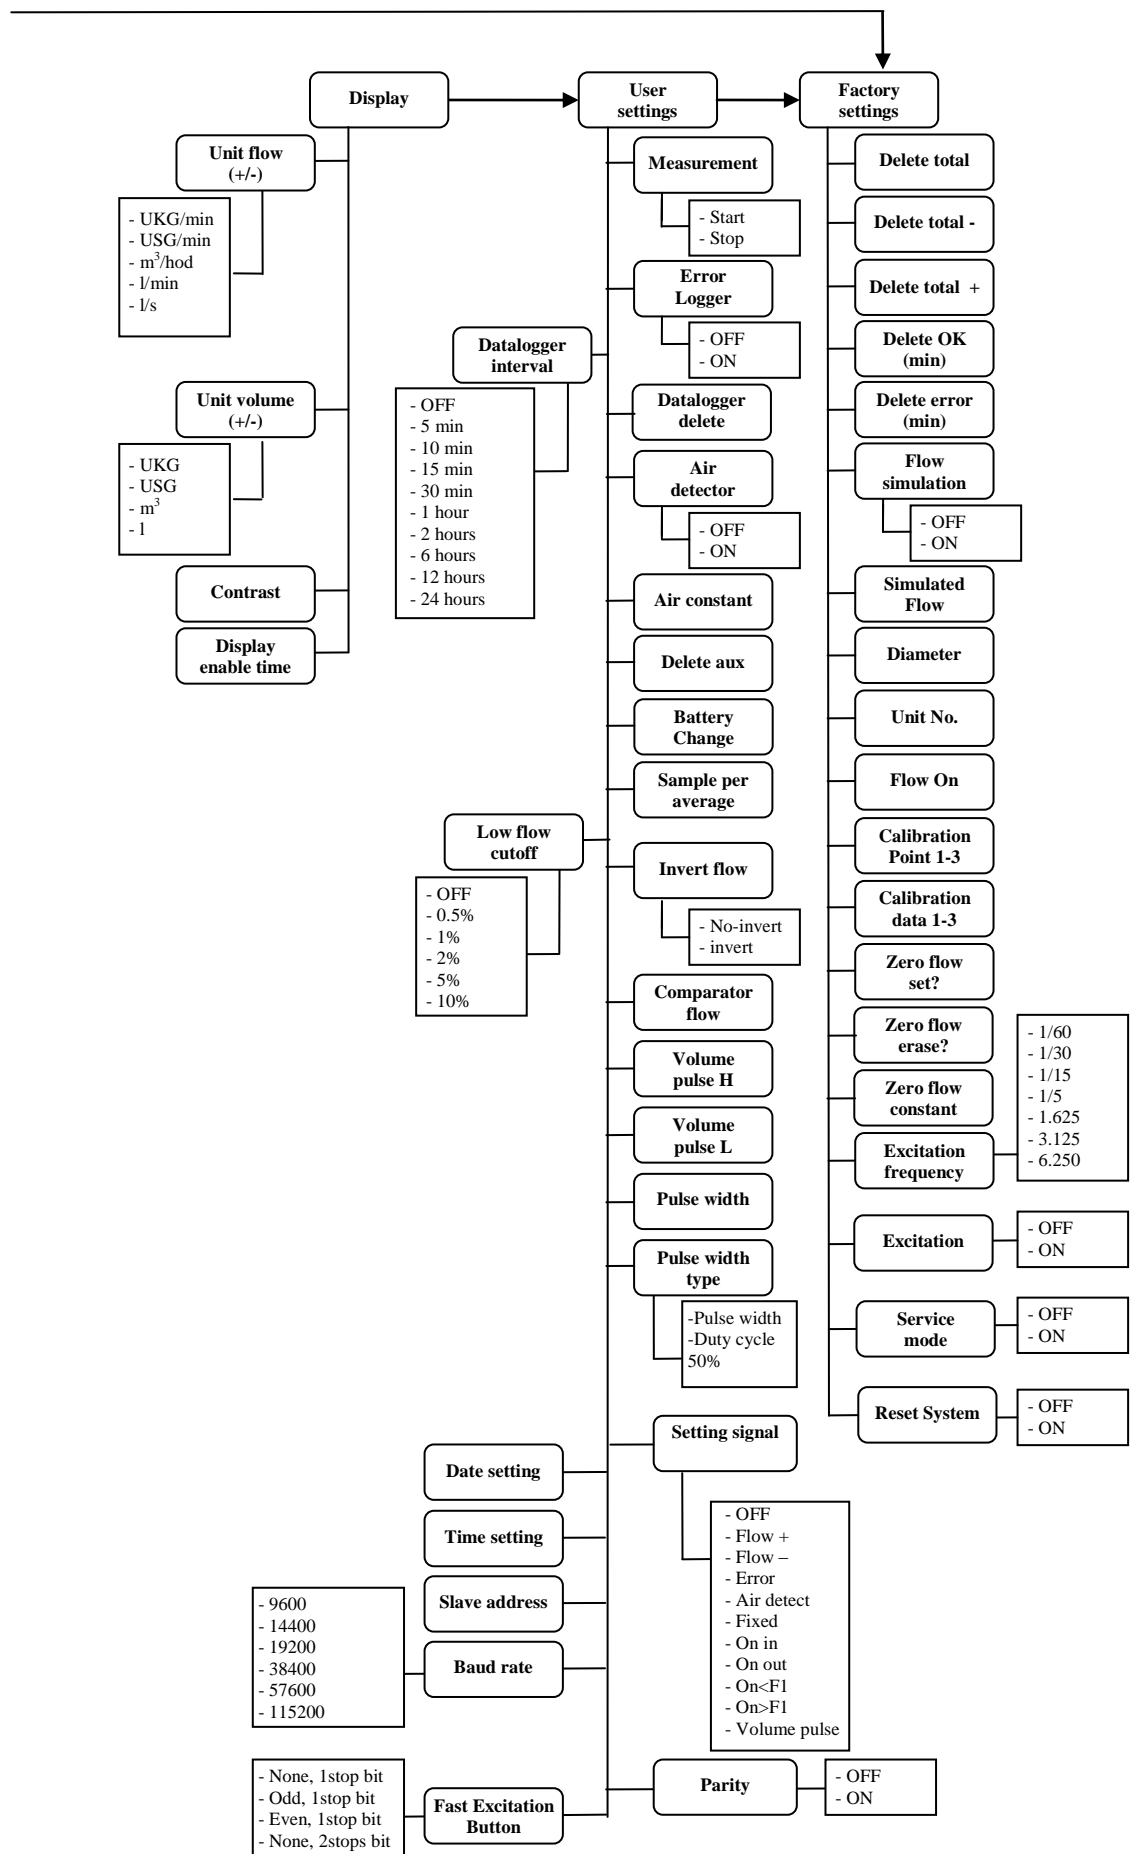 Display
User
settings
Factory
settings
Unit flow
(+/-)
- UKG/min
- USG/min
- m³/hod
- l/min
- l/s
Unit volume
(+/-)
- UKG
- USG
- m³
- l
Contrast
Display
enable time
Measurement
- Start
- Stop
Error
Logger
- OFF
- ON
Datalogger
interval
- OFF
- 5 min
- 10 min
- 15 min
- 30 min
- 1 hour
- 2 hours
- 6 hours
- 12 hours
- 24 hours
Datalogger
delete
Air
detector
- OFF
- ON
Air constant
Delete aux
Battery
Change
Sample per
average
Low flow
cutoff
- OFF
- 0.5%
- 1%
- 2%
- 5%
- 10%
Invert flow
- No-invert
- invert
Comparator
flow
Volume
pulse H
Volume
pulse L
Pulse width
Pulse width
type
-Pulse width
-Duty cycle
50%
Setting signal
- OFF
- Flow +
- Flow –
- Error
- Air detect
- Fixed
- On in
- On out
- On<F1
- On>F1
- Volume pulse
Date setting
Time setting
Slave address
Baud rate
- 9600
- 14400
- 19200
- 38400
- 57600
- 115200
Parity
- OFF
- ON
Fast Excitation
Button
- None, 1stop bit
- Odd, 1stop bit
- Even, 1stop bit
- None, 2stops bit
Delete total
Delete total -
Delete total +
Delete OK
(min)
Delete error
(min)
Flow
simulation
- OFF
- ON
Simulated
Flow
Diameter
Unit No.
Flow On
Calibration
Point 1-3
Calibration
data 1-3
Zero flow
set?
Zero flow
erase?
Zero flow
constant
Excitation
frequency
- 1/60
- 1/30
- 1/15
- 1/5
- 1.625
- 3.125
- 6.250
Excitation
- OFF
- ON
Service
mode
- OFF
- ON
Reset System
- OFF
- ON